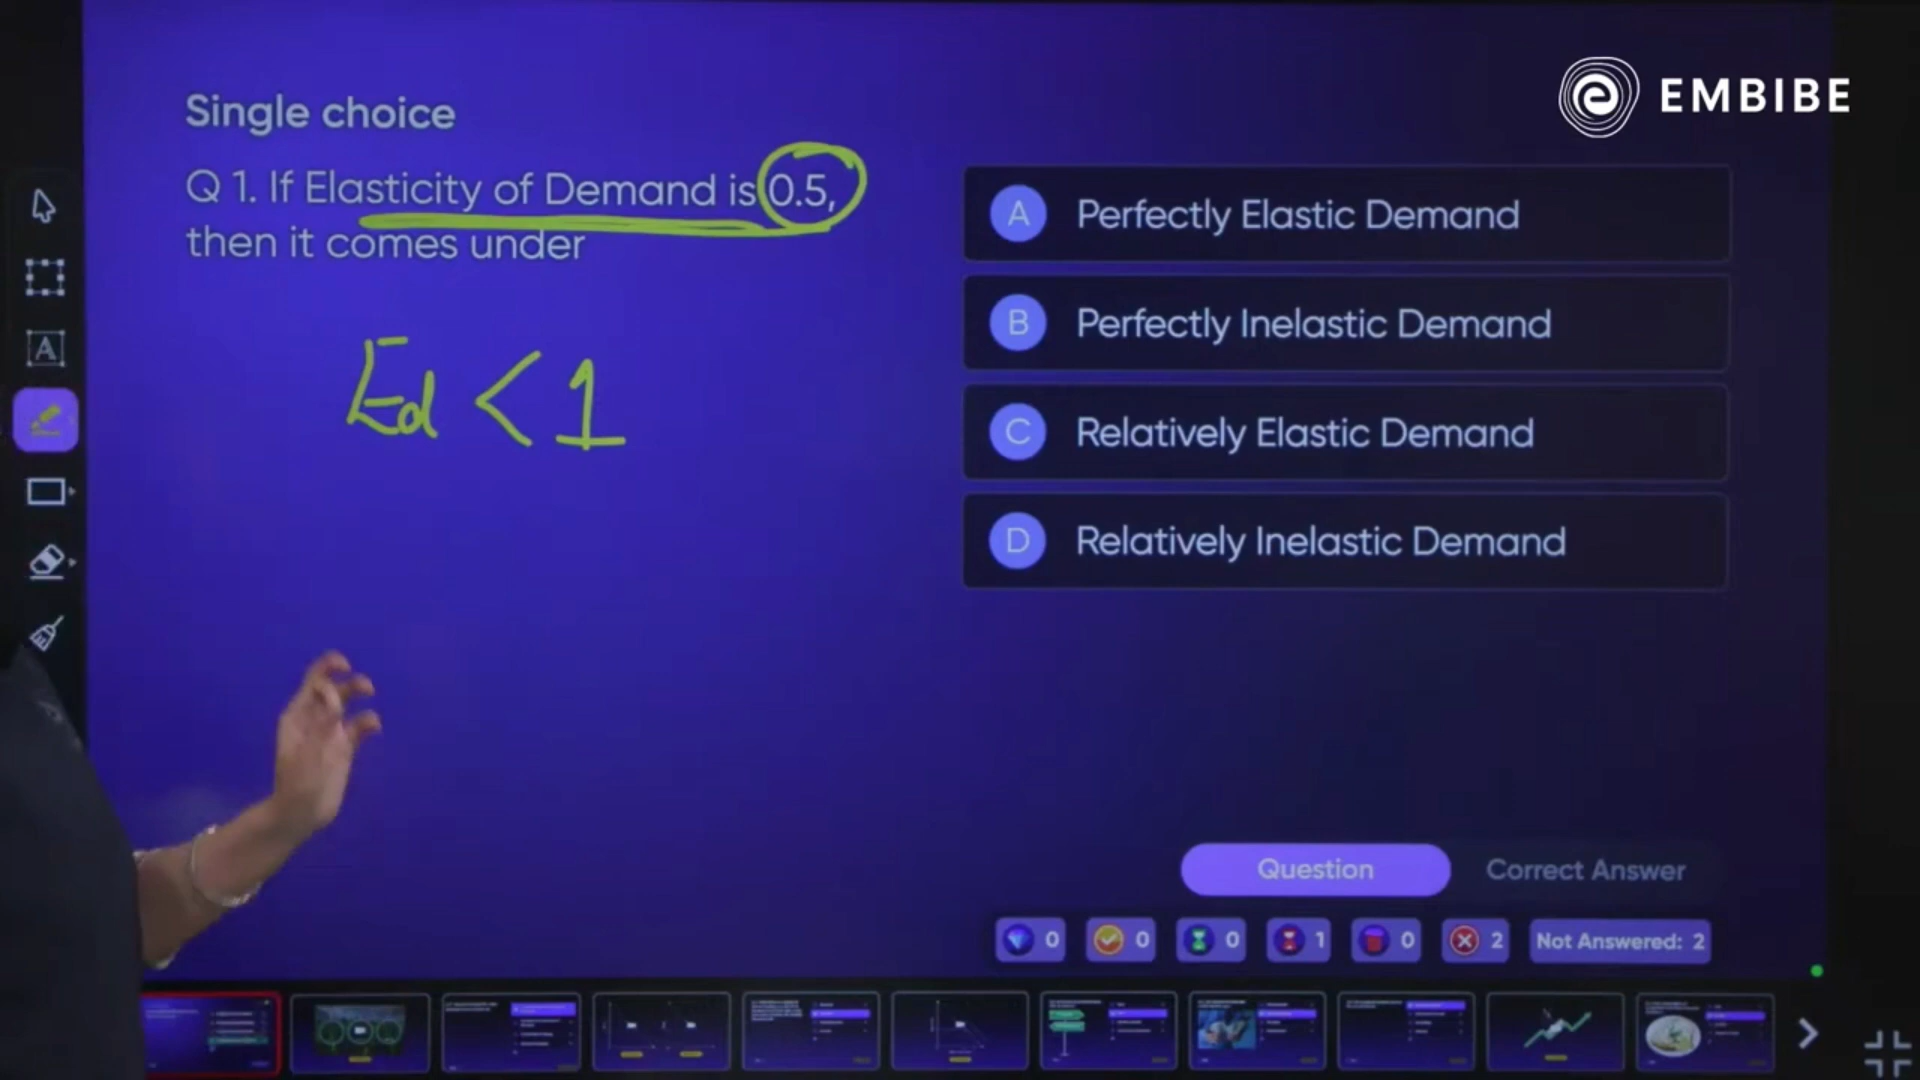 EMBIBE
Single choice
Q 1. If Elasticity of Demand is 0.5,
then it comes under
Ed < 1
A Perfectly Elastic Demand
B Perfectly Inelastic Demand
C Relatively Elastic Demand
D Relatively Inelastic Demand
Question Correct Answer
0 0 0 1 0 2 Not Answered: 2